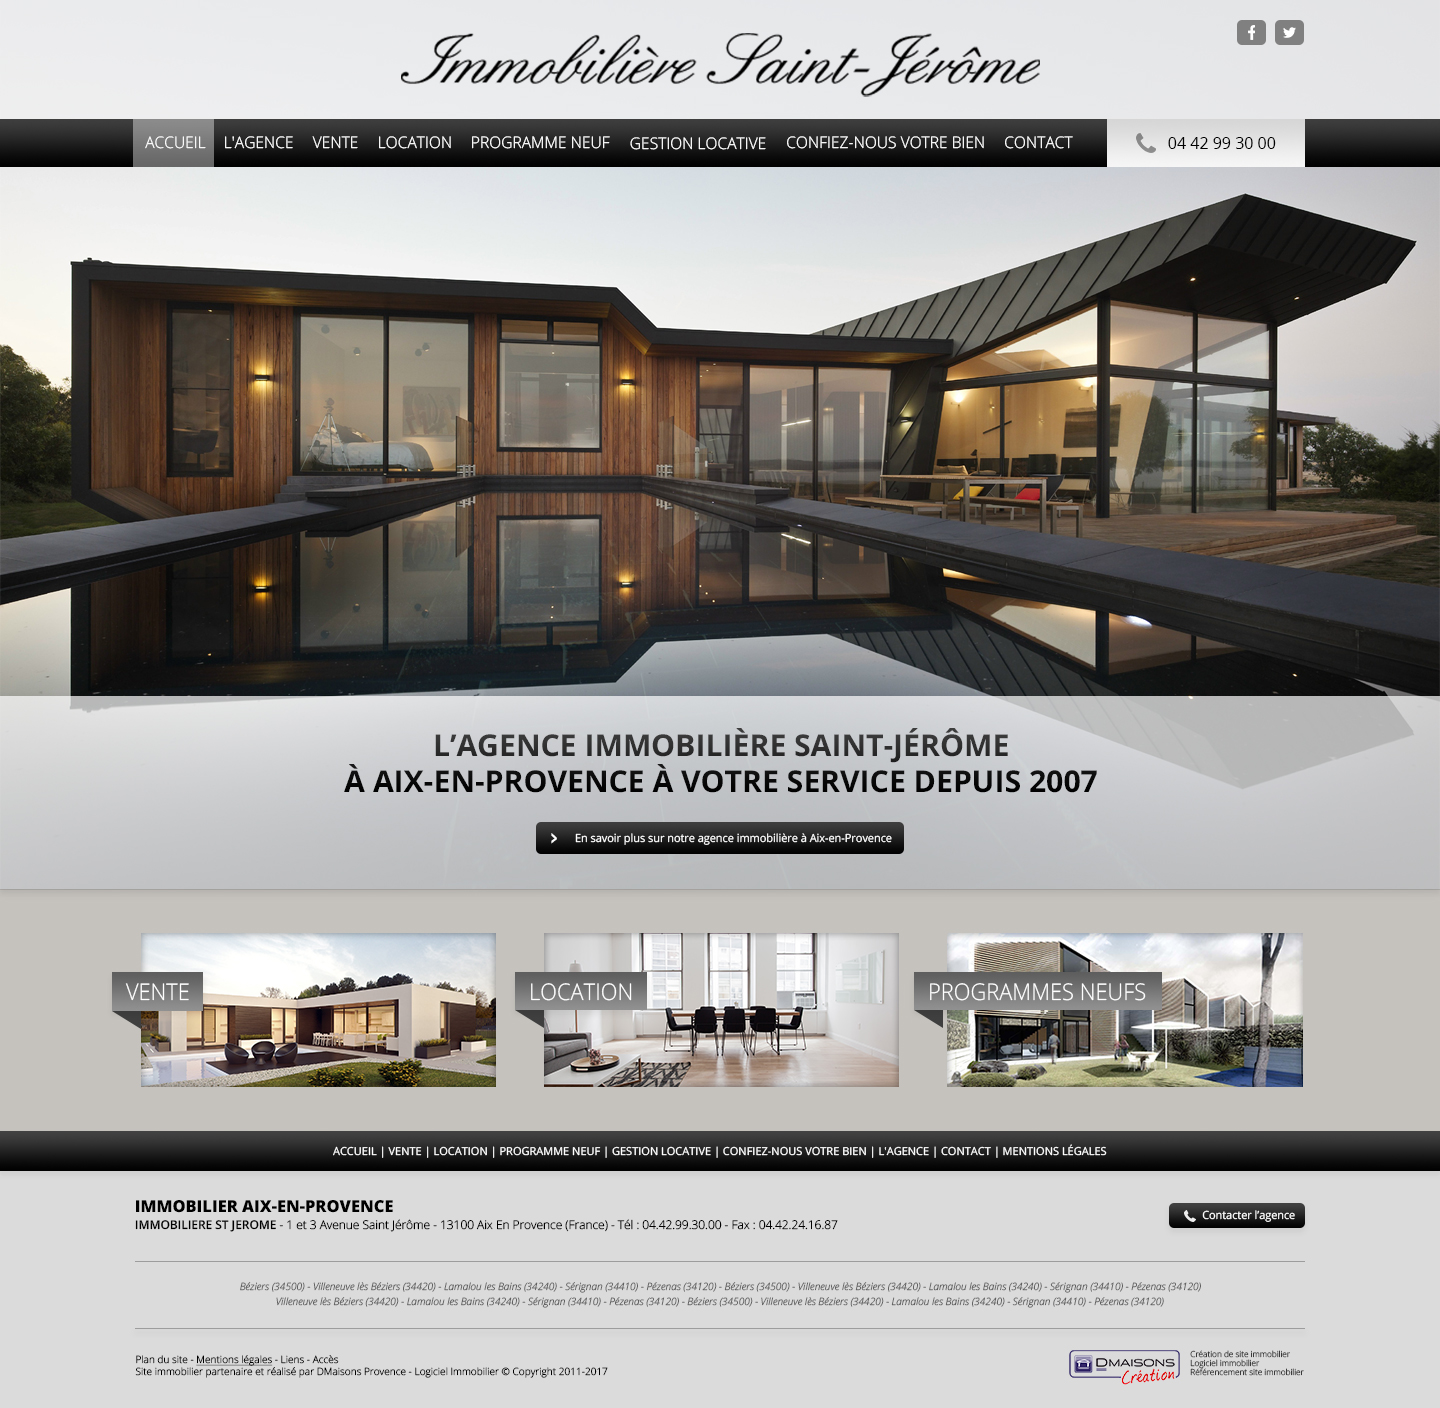 Immobilière Saint-Jérôme
ACCUEIL L'AGENCE VENTE LOCATION PROGRAMME NEUF GESTION LOCATIVE CONFIEZ-NOUS VOTRE BIEN CONTACT 04 42 99 30 00
L'AGENCE IMMOBILIÈRE SAINT-JÉRÔME
À AIX-EN-PROVENCE À VOTRE SERVICE DEPUIS 2007
En savoir plus sur notre agence immobilière à Aix-en-Provence
VENTE
LOCATION
PROGRAMMES NEUFS
ACCUEIL | VENTE | LOCATION | PROGRAMME NEUF | GESTION LOCATIVE | CONFIEZ-NOUS VOTRE BIEN | L'AGENCE | CONTACT | MENTIONS LÉGALES
IMMOBILIER AIX-EN-PROVENCE
IMMOBILIERE ST JEROME - 1 et 3 Avenue Saint Jérôme - 13100 Aix En Provence (France) - Tél : 04.42.99.30.00 - Fax : 04.42.24.16.87
Contacter l'agence
Béziers (34500) - Villeneuve lès Béziers (34420) - Lamalou les Bains (34240) - Sérignan (34410) - Pézenas (34120) - Béziers (34500) - Villeneuve lès Béziers (34420) - Lamalou les Bains (34240) - Sérignan (34410) - Pézenas (34120)
Villeneuve lès Béziers (34420) - Lamalou les Bains (34240) - Sérignan (34410) - Pézenas (34120) - Béziers (34500) - Villeneuve lès Béziers (34420) - Lamalou les Bains (34240) - Sérignan (34410) - Pézenas (34120)
Plan du site - Mentions légales - Liens - Accès
Site immobilier partenaire et réalisé par DMaisons Provence - Logiciel Immobilier © Copyright 2011-2017
DMAISONS
Création
Création de site immobilier
Logiciel immobilier
Référencement site immobilier